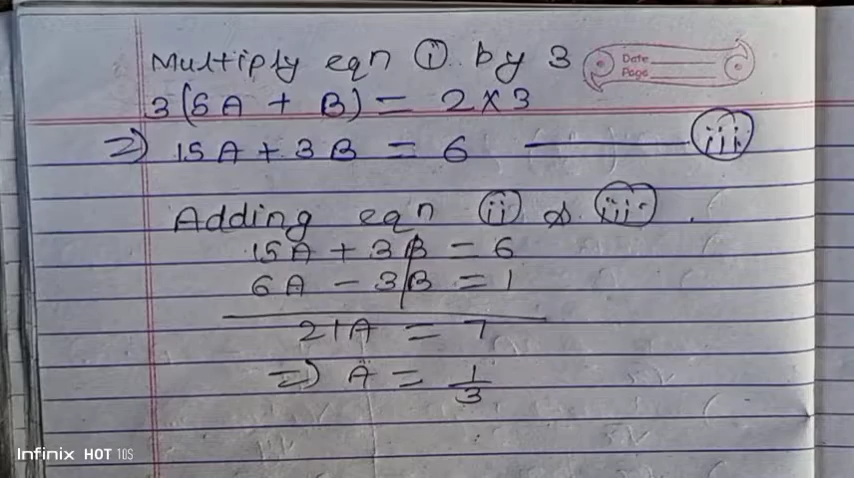 Multiply eqn (i) by 3
Date
Page
3(5A + B) = 2 × 3
=> 15A + 3B = 6 (iii)
Adding eqn (ii) & (iii).
15A + 3B = 6
6A - 3B = 1
21A = 7
=> A = 1/3
Infinix HOT 10S